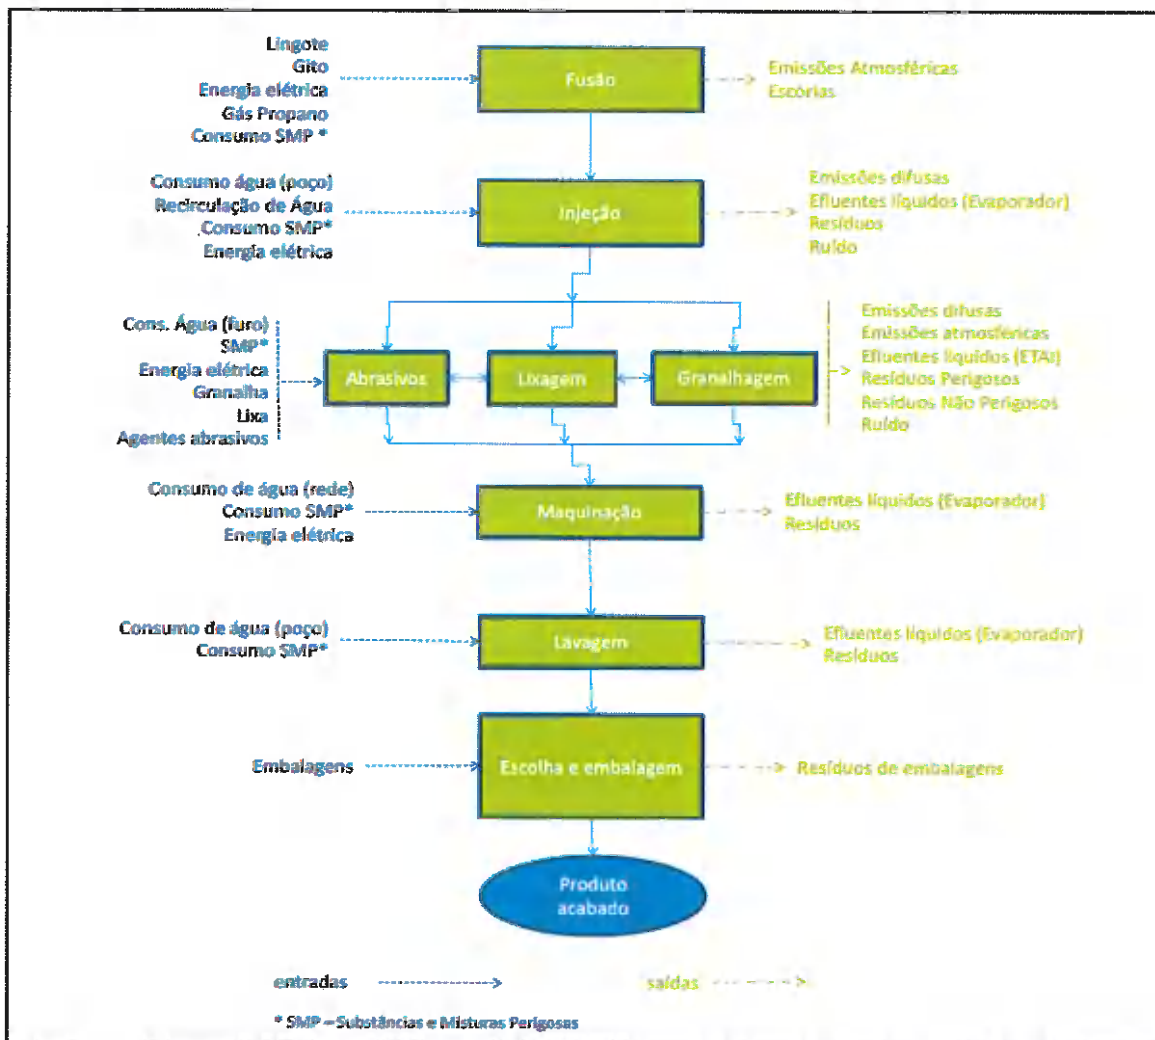 Lingote
Gito
Energia elétrica
Gás Propano
Consumo SMP *
Fusão
Emissões Atmosféricas
Escórias
Consumo água (poço)
Recirculação de Água
Consumo SMP*
Energia elétrica
Injeção
Emissões difusas
Efluentes líquidos (Evaporador)
Resíduos
Ruído
Cons. Água (furo)
SMP*
Energia elétrica
Granalha
Lixa
Agentes abrasivos
Abrasivos
Lixagem
Granalhagem
Emissões difusas
Emissões atmosféricas
Efluentes líquidos (ETAI)
Resíduos Perigosos
Resíduos Não Perigosos
Ruído
Consumo de água (rede)
Consumo SMP*
Energia elétrica
Maquinação
Efluentes líquidos (Evaporador)
Resíduos
Consumo de água (poço)
Consumo SMP*
Lavagem
Efluentes líquidos (Evaporador)
Resíduos
Embalagens
Escolha e embalagem
Resíduos de embalagens
Produto
acabado
entradas
saídas
* SMP – Substâncias e Misturas Perigosas